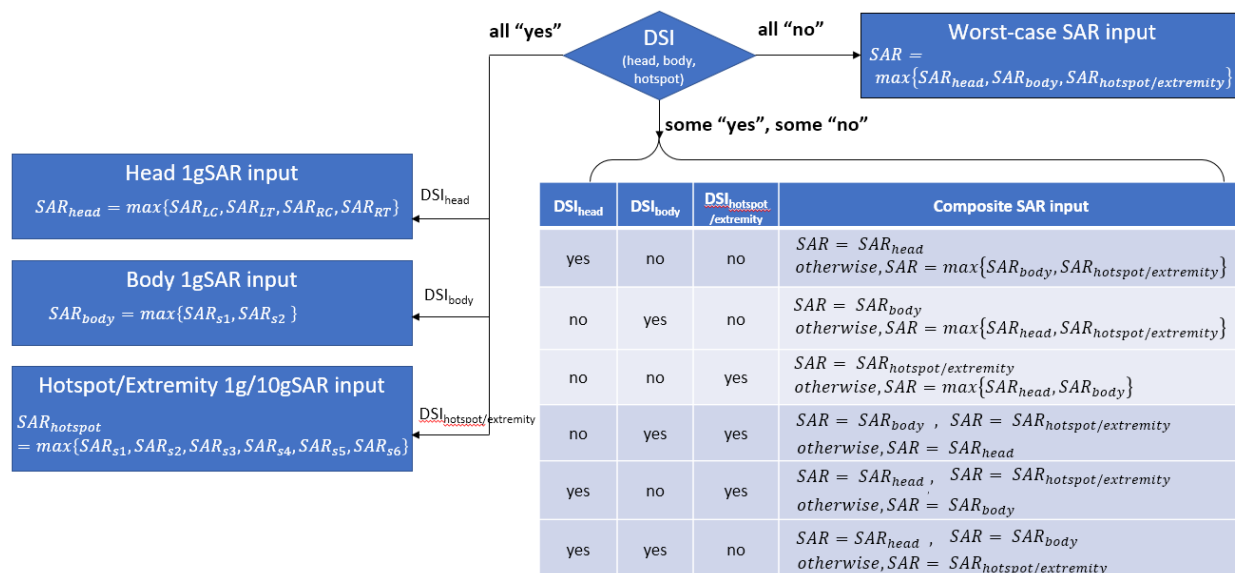 all “yes”
DSI
(head, body,
hotspot)
all “no”
Worst-case SAR input
SAR =
max{SAR_head, SAR_body, SAR_hotspot/extremity}
some “yes”, some “no”
Head 1gSAR input
SAR_head = max{SAR_LC, SAR_LT, SAR_RC, SAR_RT}
DSI_head
Body 1gSAR input
SAR_body = max{SAR_s1, SAR_s2 }
DSI_body
Hotspot/Extremity 1g/10gSAR input
SAR_hotspot
= max{SAR_s1, SAR_s2, SAR_s3, SAR_s4, SAR_s5, SAR_s6}
DSI_hotspot/extremity
DSI_head DSI_body DSI_hotspot/extremity Composite SAR input
yes no no SAR = SAR_head
otherwise, SAR = max{SAR_body, SAR_hotspot/extremity}
no yes no SAR = SAR_body
otherwise, SAR = max{SAR_head, SAR_hotspot/extremity}
no no yes SAR = SAR_hotspot/extremity
otherwise, SAR = max{SAR_head, SAR_body}
no yes yes SAR = SAR_body , SAR = SAR_hotspot/extremity
otherwise, SAR = SAR_head
yes no yes SAR = SAR_head , SAR = SAR_hotspot/extremity
otherwise, SAR = SAR_body
yes yes no SAR = SAR_head , SAR = SAR_body
otherwise, SAR = SAR_hotspot/extremity